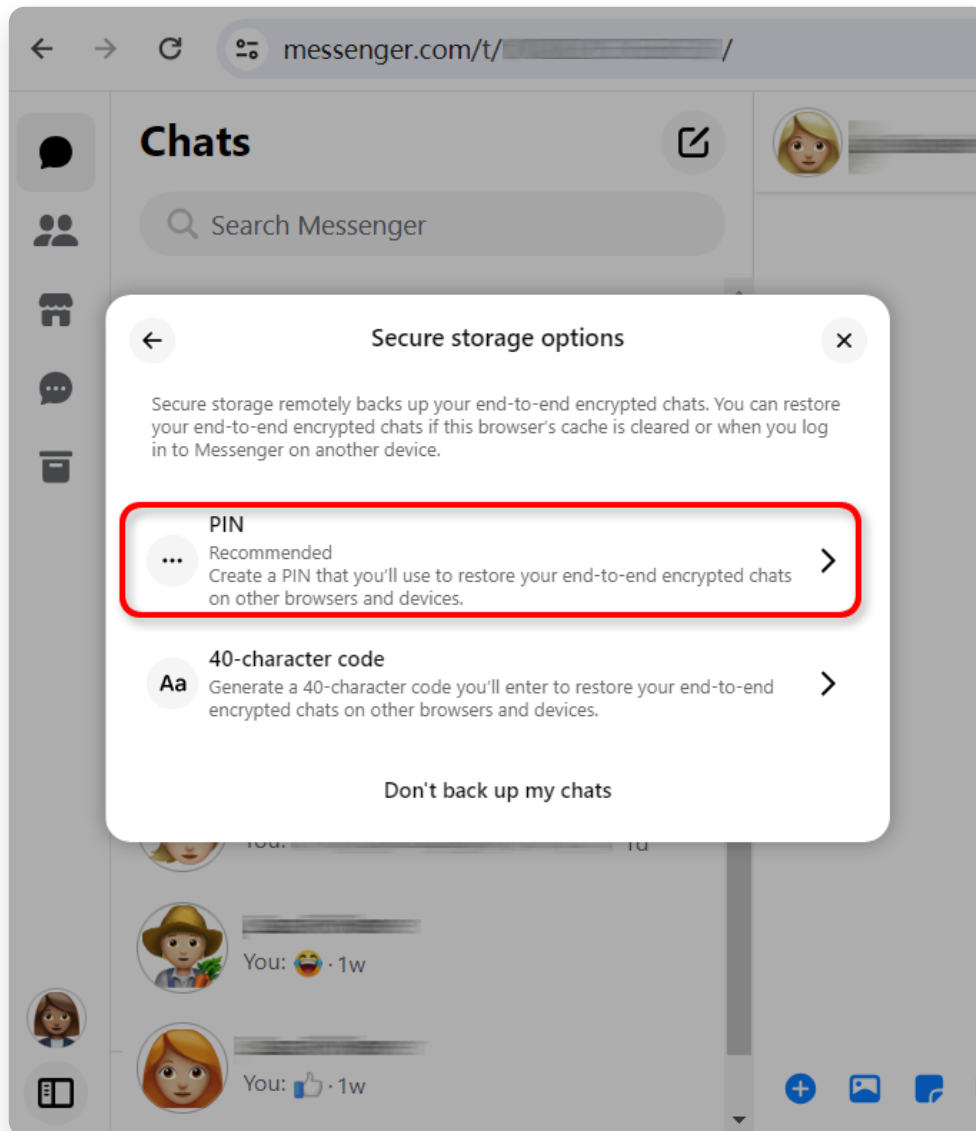 messenger.com/t/ /
Chats
Search Messenger
Secure storage options
Secure storage remotely backs up your end-to-end encrypted chats. You can restore
your end-to-end encrypted chats if this browser's cache is cleared or when you log
in to Messenger on another device.
PIN
Recommended
Create a PIN that you'll use to restore your end-to-end encrypted chats
on other browsers and devices.
40-character code
Aa
Generate a 40-character code you'll enter to restore your end-to-end
encrypted chats on other browsers and devices.
Don't back up my chats
You: 1d
You: 😂 · 1w
You: 👍 · 1w